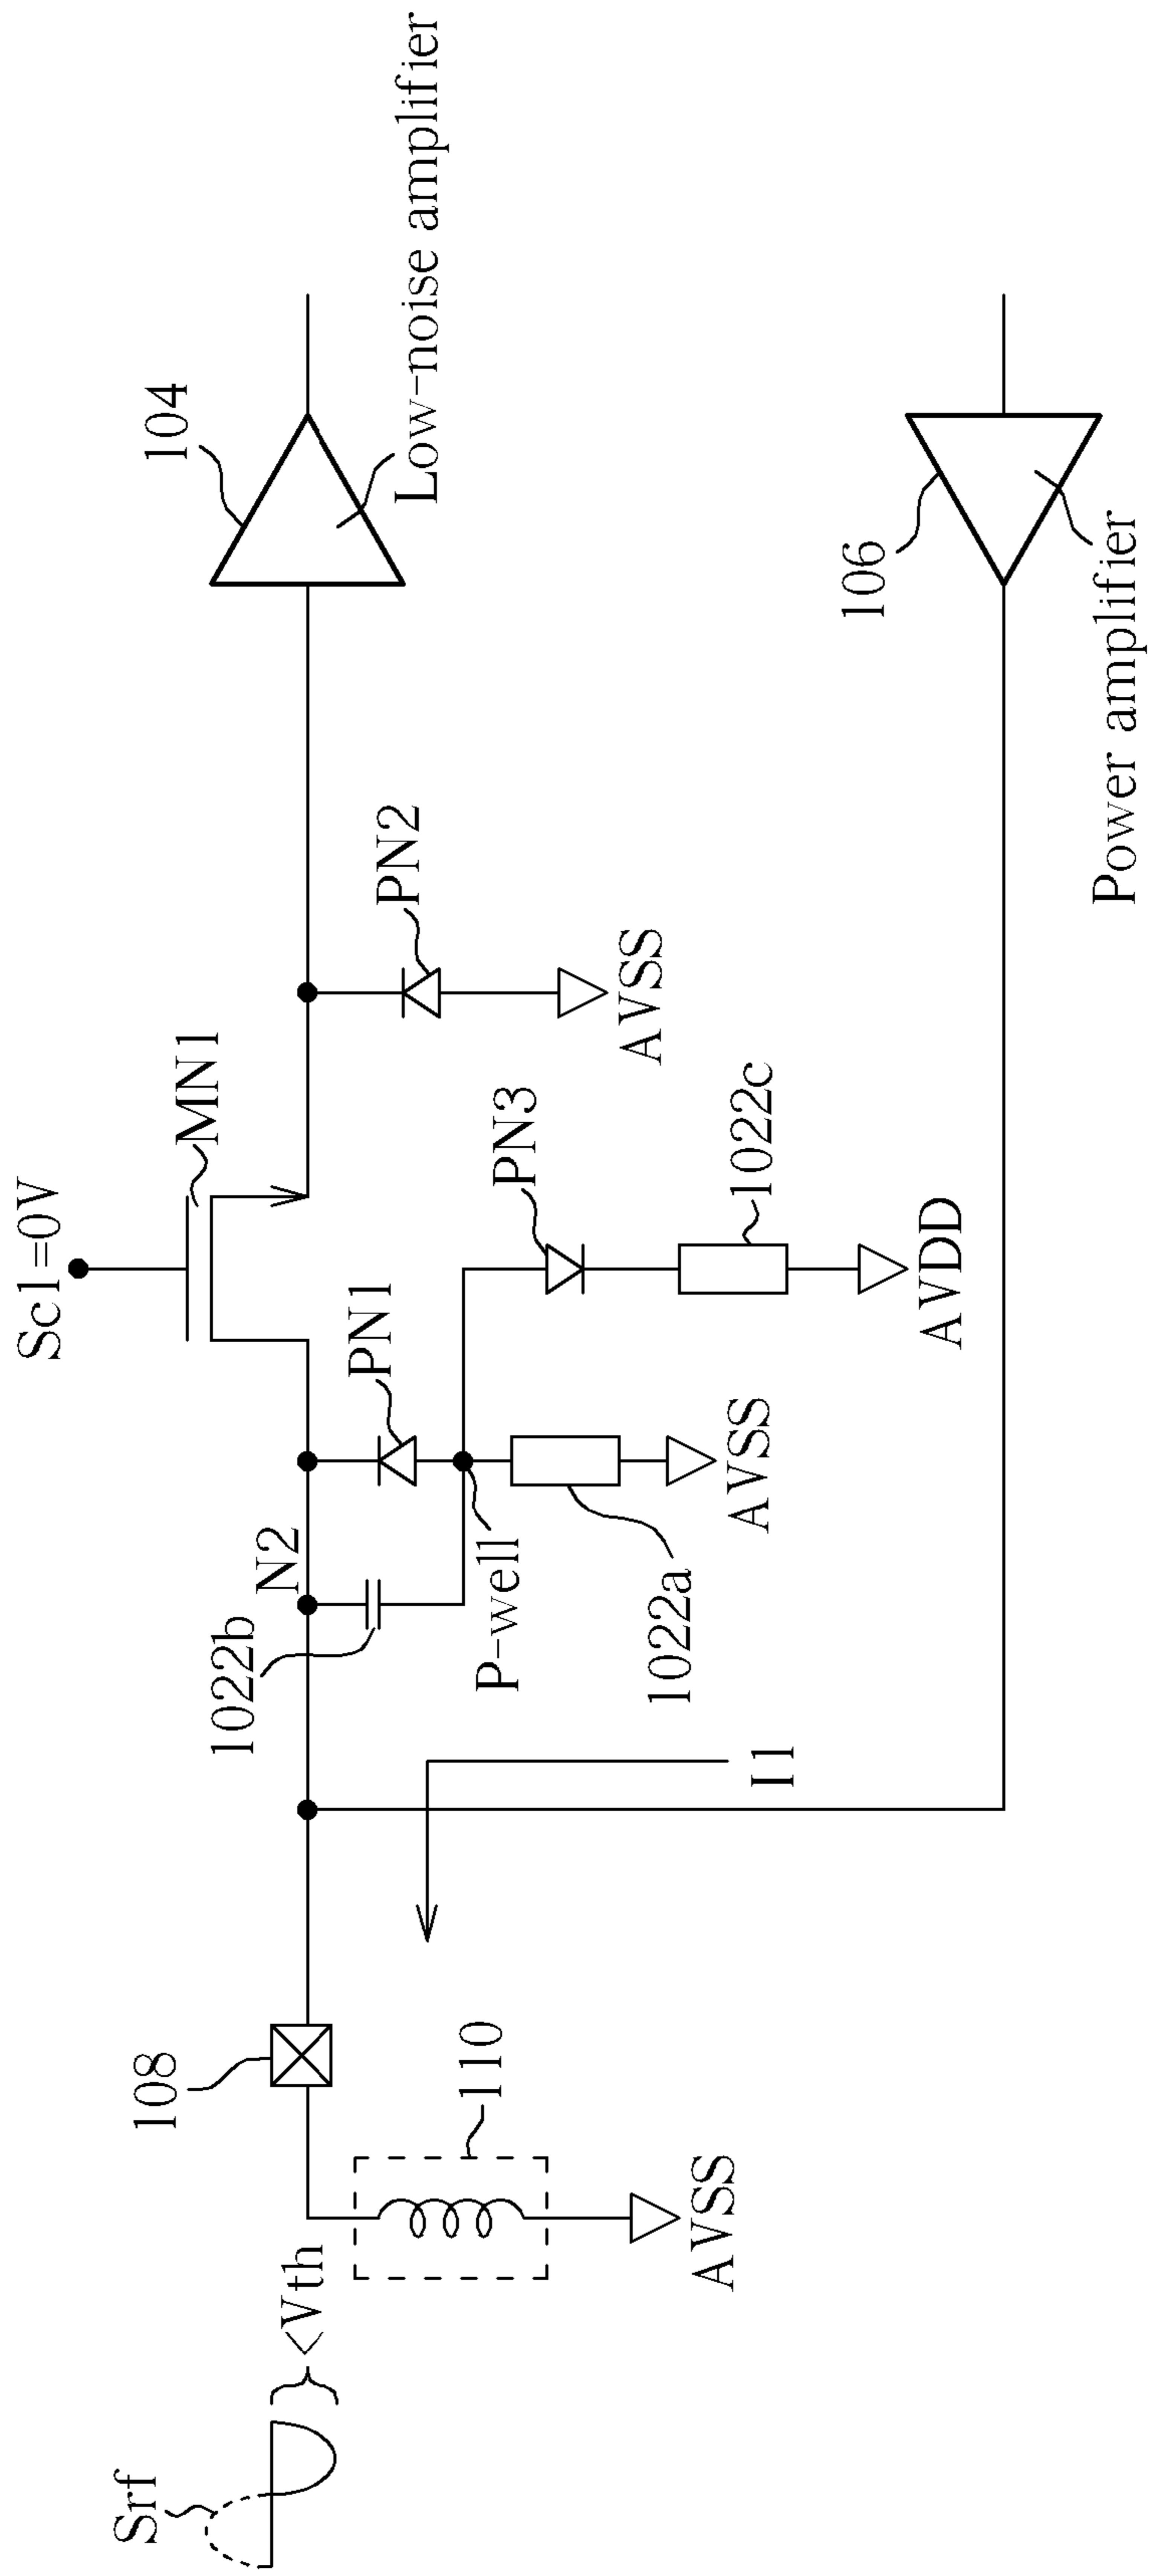 Srf
<Vth
108
110
AVSS
I1
N2
1022b
P-well
1022a
AVSS
PN1
Sc1=0V
MN1
PN3
1022c
AVDD
PN2
AVSS
104
Low-noise amplifier
106
Power amplifier